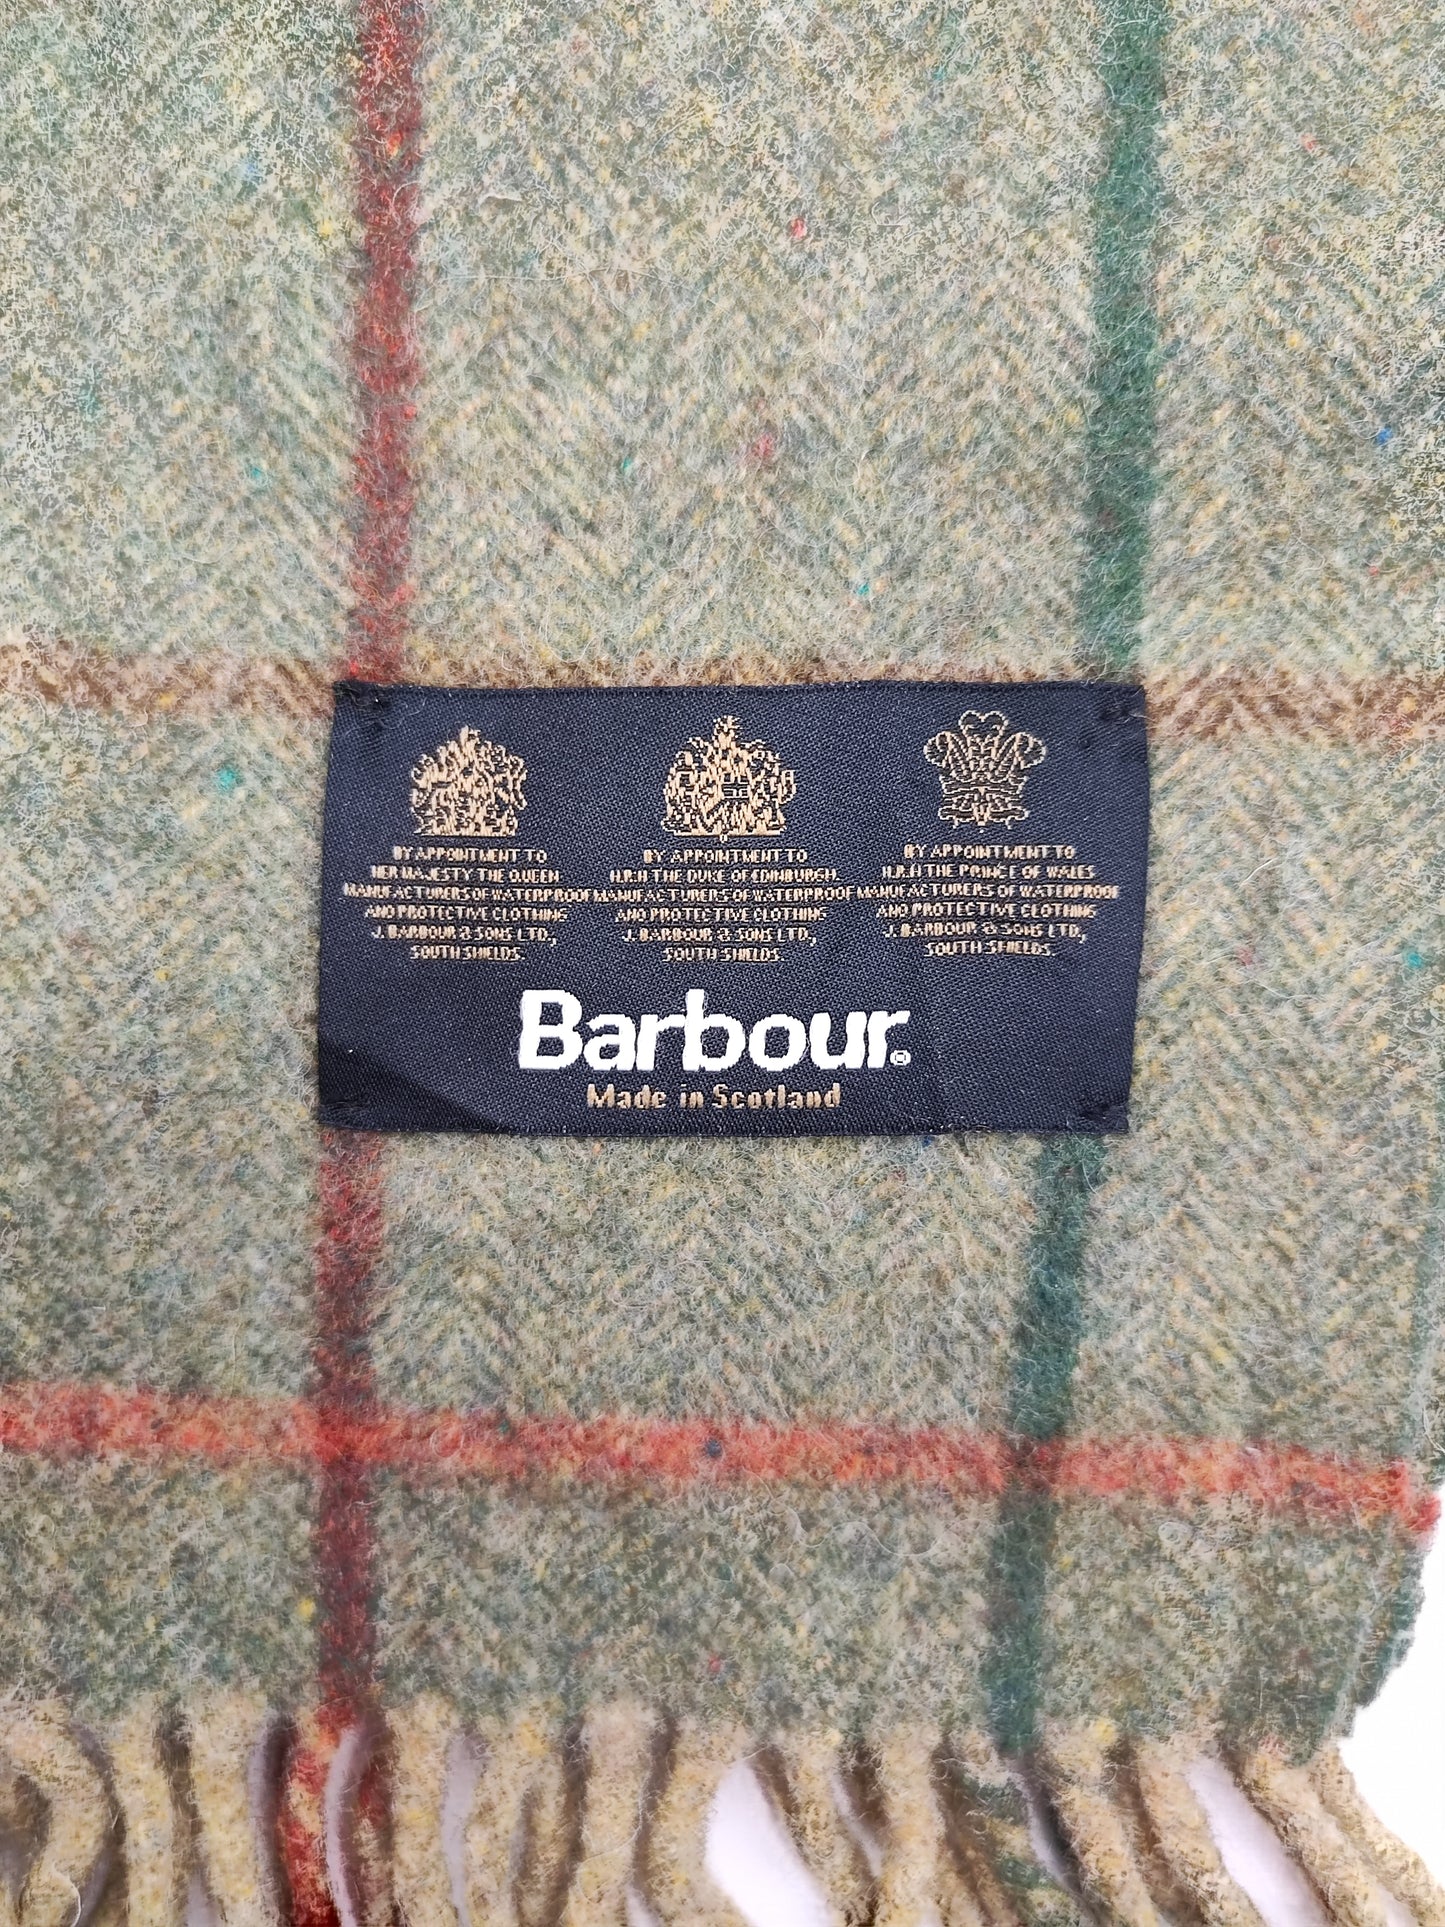 BY APPOINTMENT TO
HER MAJESTY THE QUEEN
MANUFACTURERS OF WATERPROOF
AND PROTECTIVE CLOTHING
J. BARBOUR & SONS LTD.,
SOUTH SHIELDS.
BY APPOINTMENT TO
H.R.H THE DUKE OF EDINBURGH.
MANUFACTURERS OF WATERPROOF
AND PROTECTIVE CLOTHING
J. BARBOUR & SONS LTD.,
SOUTH SHIELDS.
BY APPOINTMENT TO
H.R.H THE PRINCE OF WALES
MANUFACTURERS OF WATERPROOF
AND PROTECTIVE CLOTHING
J. BARBOUR & SONS LTD.,
SOUTH SHIELDS.
Barbour®
Made in Scotland